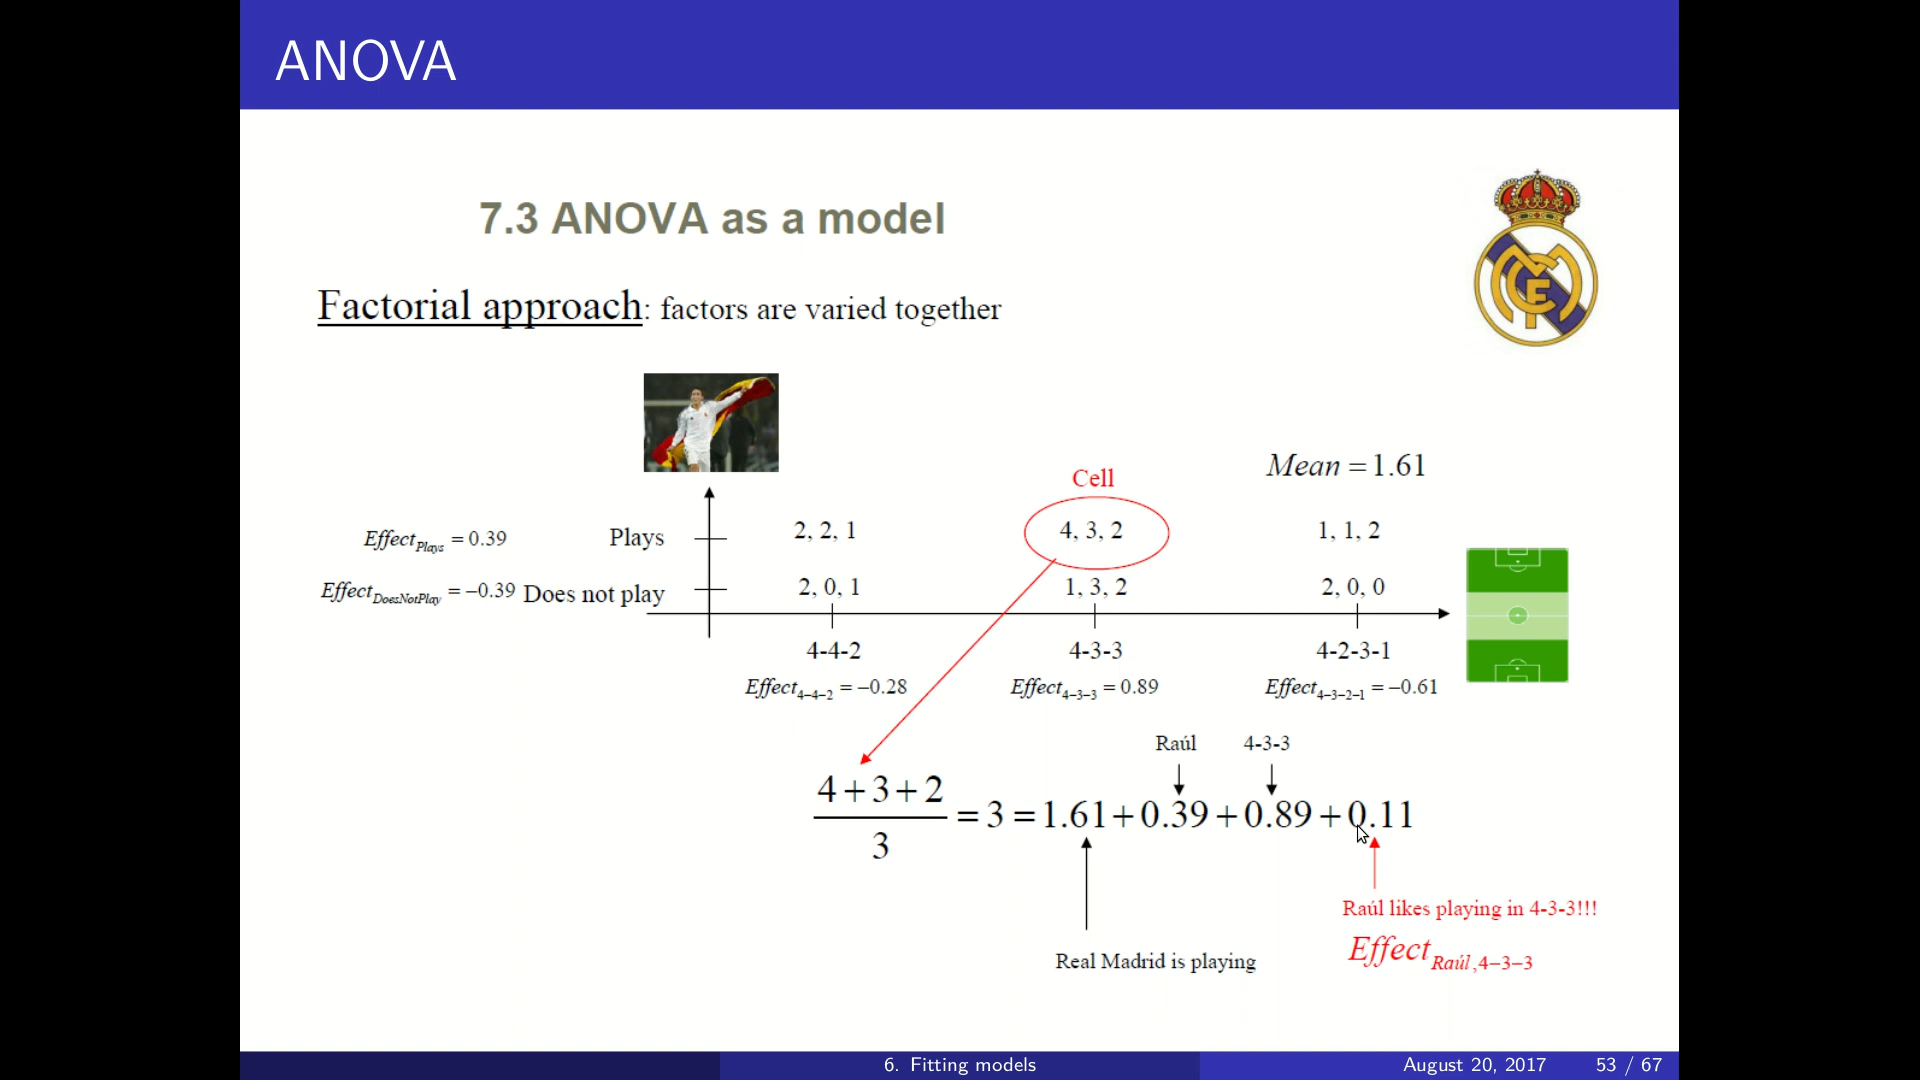 ANOVA
7.3 ANOVA as a model
Factorial approach: factors are varied together
Mean = 1.61
Cell
Effect_Plays = 0.39 Plays 2, 2, 1 4, 3, 2 1, 1, 2
Effect_DoesNotPlay = −0.39 Does not play 2, 0, 1 1, 3, 2 2, 0, 0
4-4-2 4-3-3 4-2-3-1
Effect_4−4−2 = −0.28 Effect_4−3−3 = 0.89 Effect_4−3−2−1 = −0.61
Raúl 4-3-3
4+3+2
= 3 = 1.61 + 0.39 + 0.89 + 0.11
3
Raúl likes playing in 4-3-3!!!
Real Madrid is playing Effect_Raúl,4−3−3
6. Fitting models August 20, 2017 53 / 67